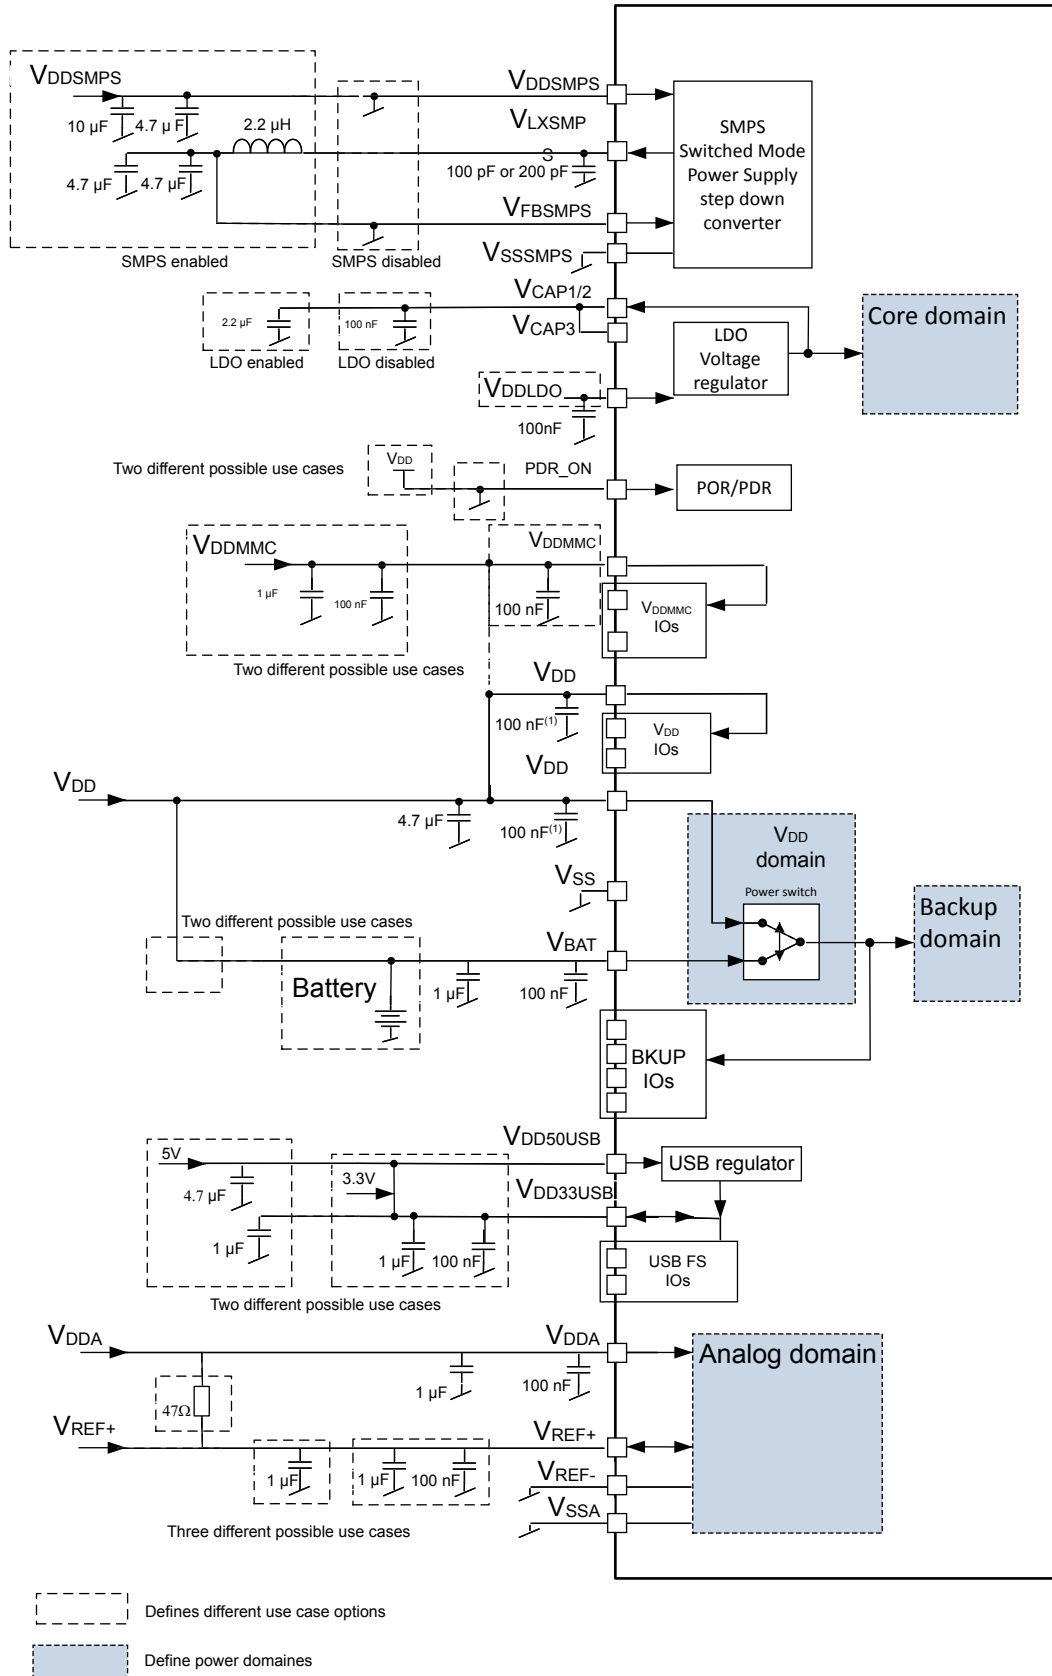 VDDSMPS
10 µF
4.7 µ F
2.2 µH
4.7 µF
4.7 µF
SMPS enabled
SMPS disabled
VDDSMPS
VLXSMP
S
100 pF or 200 pF
VFBSMPS
VSSSMPS
SMPS
Switched Mode
Power Supply
step down
converter
VCAP1/2
VCAP3
2.2 µF
100 nF
LDO enabled
LDO disabled
VDDLDO
100nF
LDO
Voltage
regulator
Core domain
Two different possible use cases
VDD
PDR_ON
POR/PDR
VDDMMC
1 µF
100 nF
VDDMMC
100 nF
VDDMMC
IOs
Two different possible use cases
VDD
100 nF(1)
VDD
IOs
VDD
VDD
4.7 µF
100 nF(1)
VDD
domain
Power switch
VSS
Two different possible use cases
Battery
VBAT
1 µF
100 nF
Backup
domain
BKUP
IOs
5V
4.7 µF
1 µF
3.3V
1 µF
100 nF
VDD50USB
VDD33USB
USB regulator
USB FS
IOs
Two different possible use cases
VDDA
VDDA
1 µF
100 nF
47Ω
VREF+
1 µF
1 µF
100 nF
VREF+
VREF-
VSSA
Analog domain
Three different possible use cases
Defines different use case options
Define power domaines